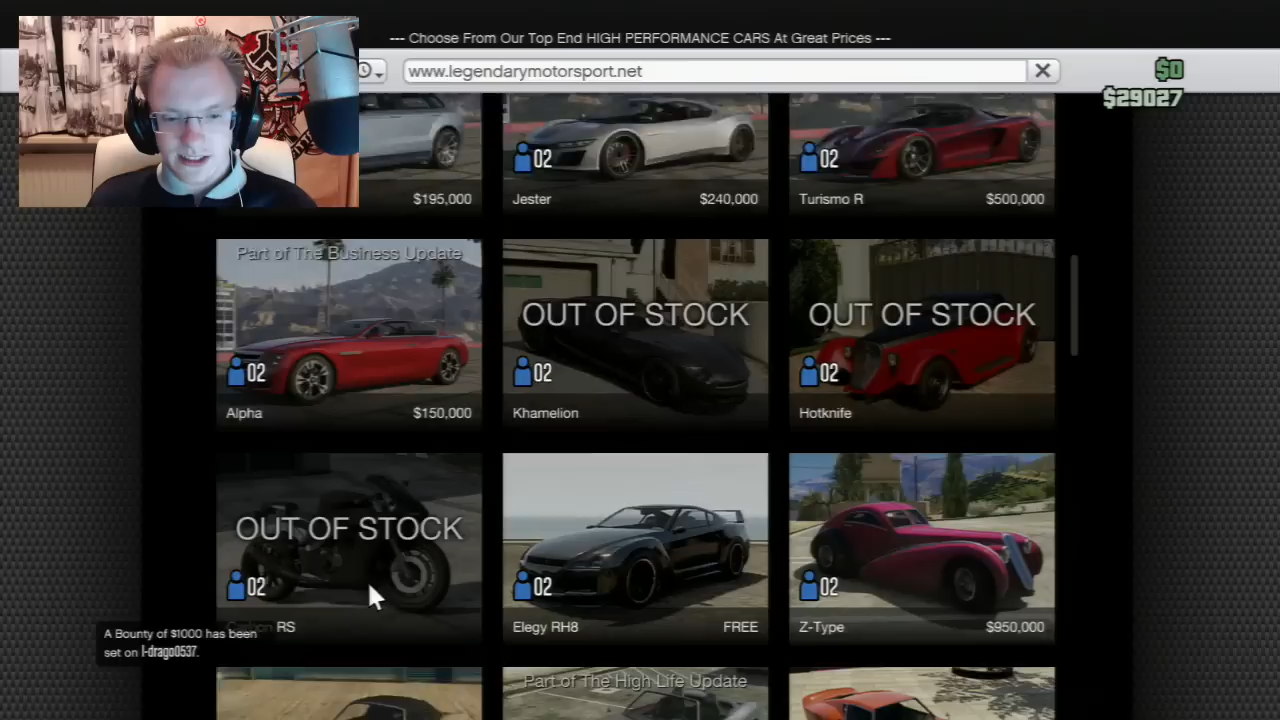 --- Choose From Our Top End HIGH PERFORMANCE CARS At Great Prices ---
www.legendarymotorsport.net
$0
$29027
02
02
$195,000
Jester
$240,000
Turismo R
$500,000
Part of The Business Update
OUT OF STOCK
OUT OF STOCK
02
02
02
Alpha
$150,000
Khamelion
Hotknife
OUT OF STOCK
02
02
02
RS
Elegy RH8
FREE
Z-Type
$950,000
A Bounty of $1000 has been
set on l-drago0537.
Part of The High Life Update